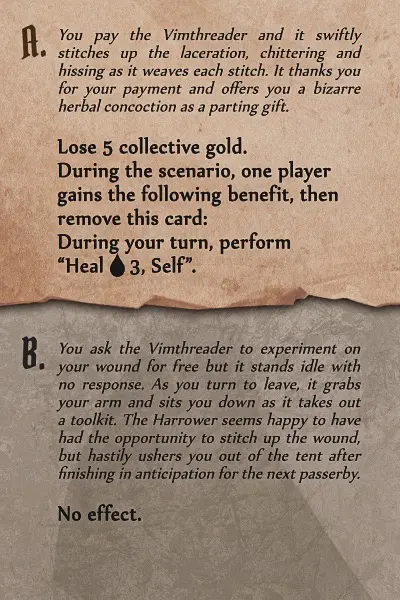 A. You pay the Vimthreader and it swiftly
stitches up the laceration, chittering and
hissing as it weaves each stitch. It thanks you
for your payment and offers you a bizarre
herbal concoction as a parting gift.
Lose 5 collective gold.
During the scenario, one player
gains the following benefit, then
remove this card:
During your turn, perform
“Heal 3, Self”.
B. You ask the Vimthreader to experiment on
your wound for free but it stands idle with
no response. As you turn to leave, it grabs
your arm and sits you down as it takes out
a toolkit. The Harrower seems happy to have
had the opportunity to stitch up the wound,
but hastily ushers you out of the tent after
finishing in anticipation for the next passerby.
No effect.